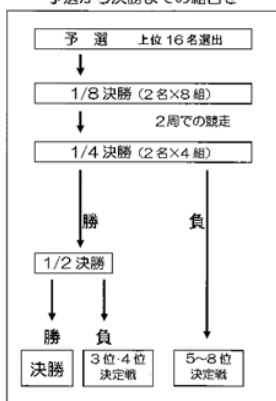 予選から決勝までの組合せ
予　選　上位16名選出
1/8決勝（2名×8組）
2周での競走
1/4決勝（2名×4組）
勝
負
1/2決勝
勝
負
決勝
3位・4位
決定戦
5～8位
決定戦